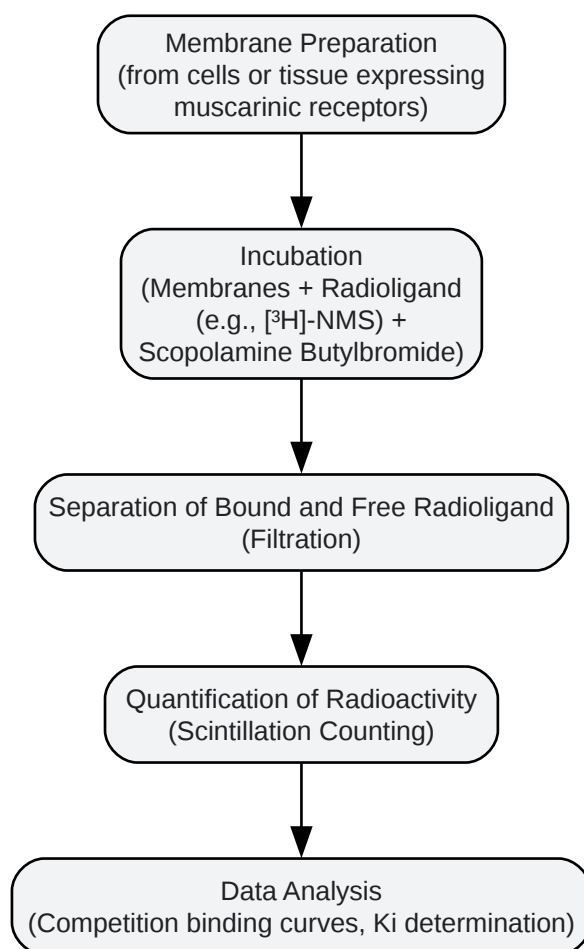 Membrane Preparation
(from cells or tissue expressing
muscarinic receptors)
Incubation
(Membranes + Radioligand
(e.g., [³H]-NMS) +
Scopolamine Butylbromide)
Separation of Bound and Free Radioligand
(Filtration)
Quantification of Radioactivity
(Scintillation Counting)
Data Analysis
(Competition binding curves, Ki determination)